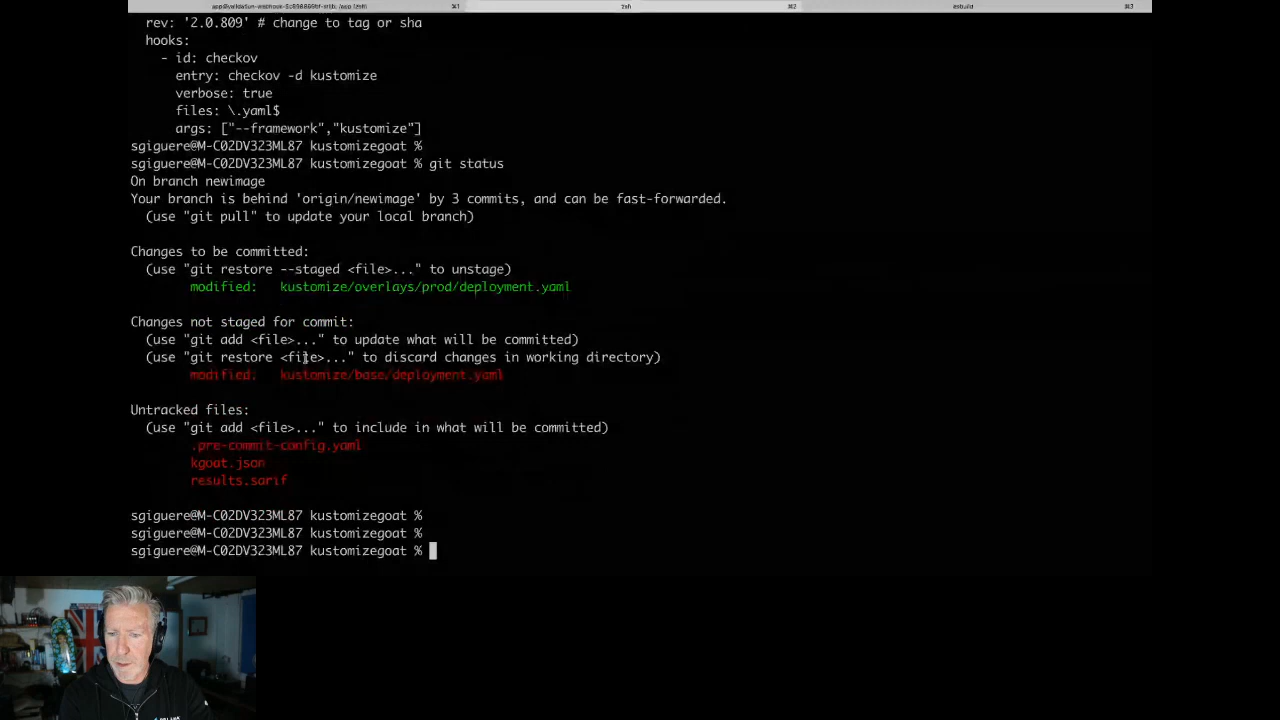 ⌘1
zsh
⌘2
⌘3
rev: '2.0.809' # change to tag or sha
hooks:
- id: checkov
entry: checkov -d kustomize
verbose: true
files: \.yaml$
args: ["--framework","kustomize"]
sgiguere@M-C02DV323ML87 kustomizegoat %
sgiguere@M-C02DV323ML87 kustomizegoat % git status
On branch newimage
Your branch is behind 'origin/newimage' by 3 commits, and can be fast-forwarded.
(use "git pull" to update your local branch)
Changes to be committed:
(use "git restore --staged <file>..." to unstage)
modified: kustomize/overlays/prod/deployment.yaml
Changes not staged for commit:
(use "git add <file>..." to update what will be committed)
(use "git restore <file>..." to discard changes in working directory)
modified: kustomize/base/deployment.yaml
Untracked files:
(use "git add <file>..." to include in what will be committed)
.pre-commit-config.yaml
kgoat.json
results.sarif
sgiguere@M-C02DV323ML87 kustomizegoat %
sgiguere@M-C02DV323ML87 kustomizegoat %
sgiguere@M-C02DV323ML87 kustomizegoat %